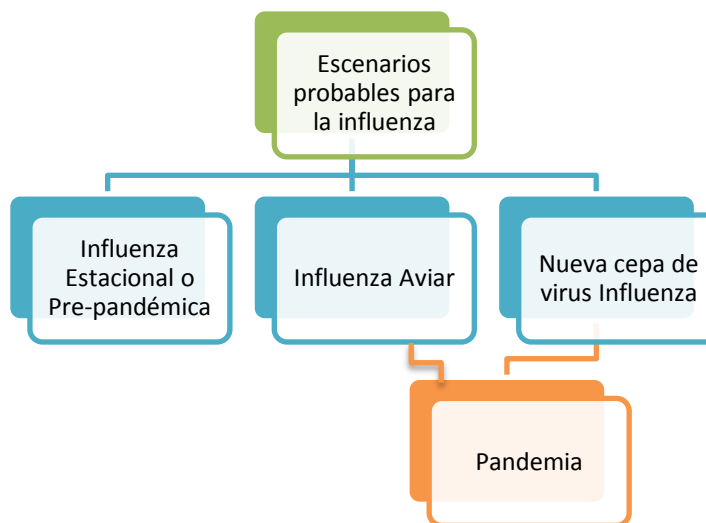 Escenarios
probables para
la influenza
Influenza
Estacional o
Pre-pandémica
Influenza Aviar
Nueva cepa de
virus Influenza
Pandemia